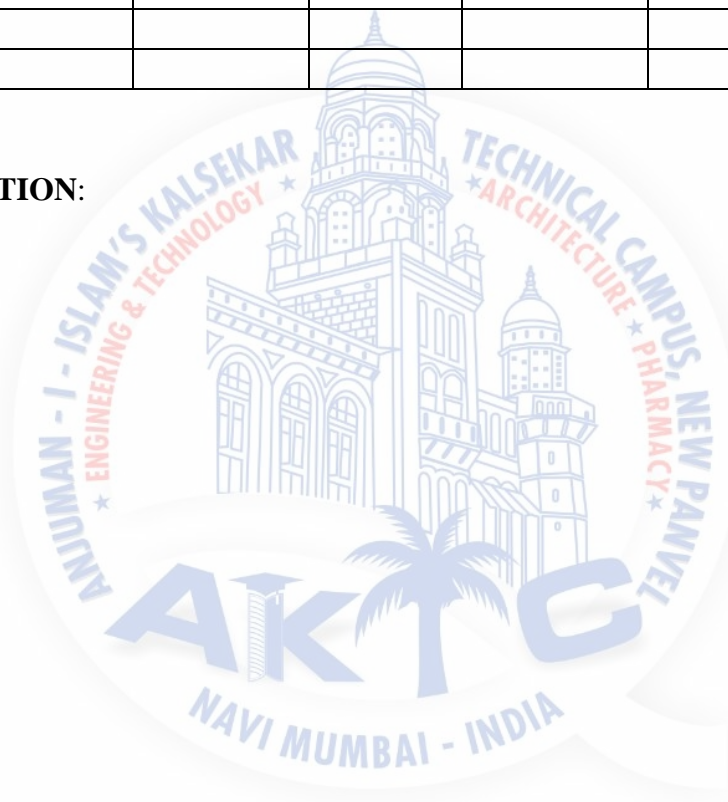 TION:
ANJUMAN - I - ISLAM'S KALSEKAR TECHNICAL CAMPUS, NEW PANVEL
★ ENGINEERING & TECHNOLOGY ★ ★ ARCHITECTURE ★ PHARMACY ★
AKTC
NAVI MUMBAI - INDIA